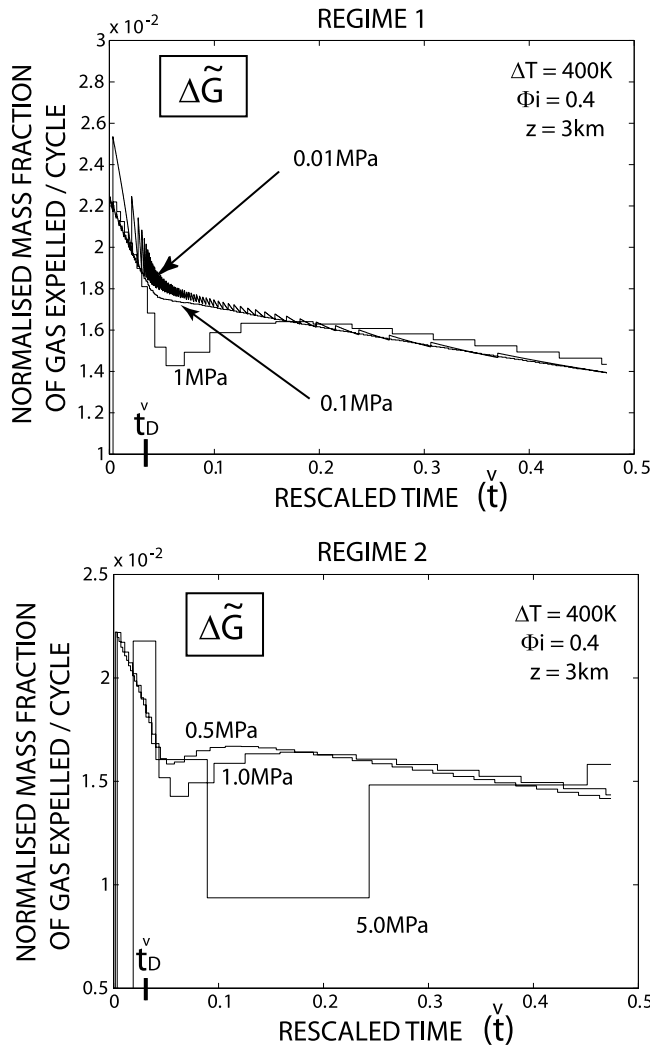 REGIME 1
x 10⁻²
3
2.8
2.6
2.4
2.2
2
1.8
1.6
1.4
1.2
1
NORMALISED MASS FRACTION
OF GAS EXPELLED / CYCLE
ΔG̃
ΔT = 400K
Φi = 0.4
z = 3km
0.01MPa
1MPa
0.1MPa
0
0.1
0.2
0.3
0.4
0.5
ť_D
RESCALED TIME (ť)
REGIME 2
x 10⁻²
2.5
2
1.5
1
0.5
NORMALISED MASS FRACTION
OF GAS EXPELLED / CYCLE
ΔG̃
ΔT = 400K
Φi = 0.4
z = 3km
0.5MPa
1.0MPa
5.0MPa
0
0.1
0.2
0.3
0.4
0.5
ť_D
RESCALED TIME (ť)